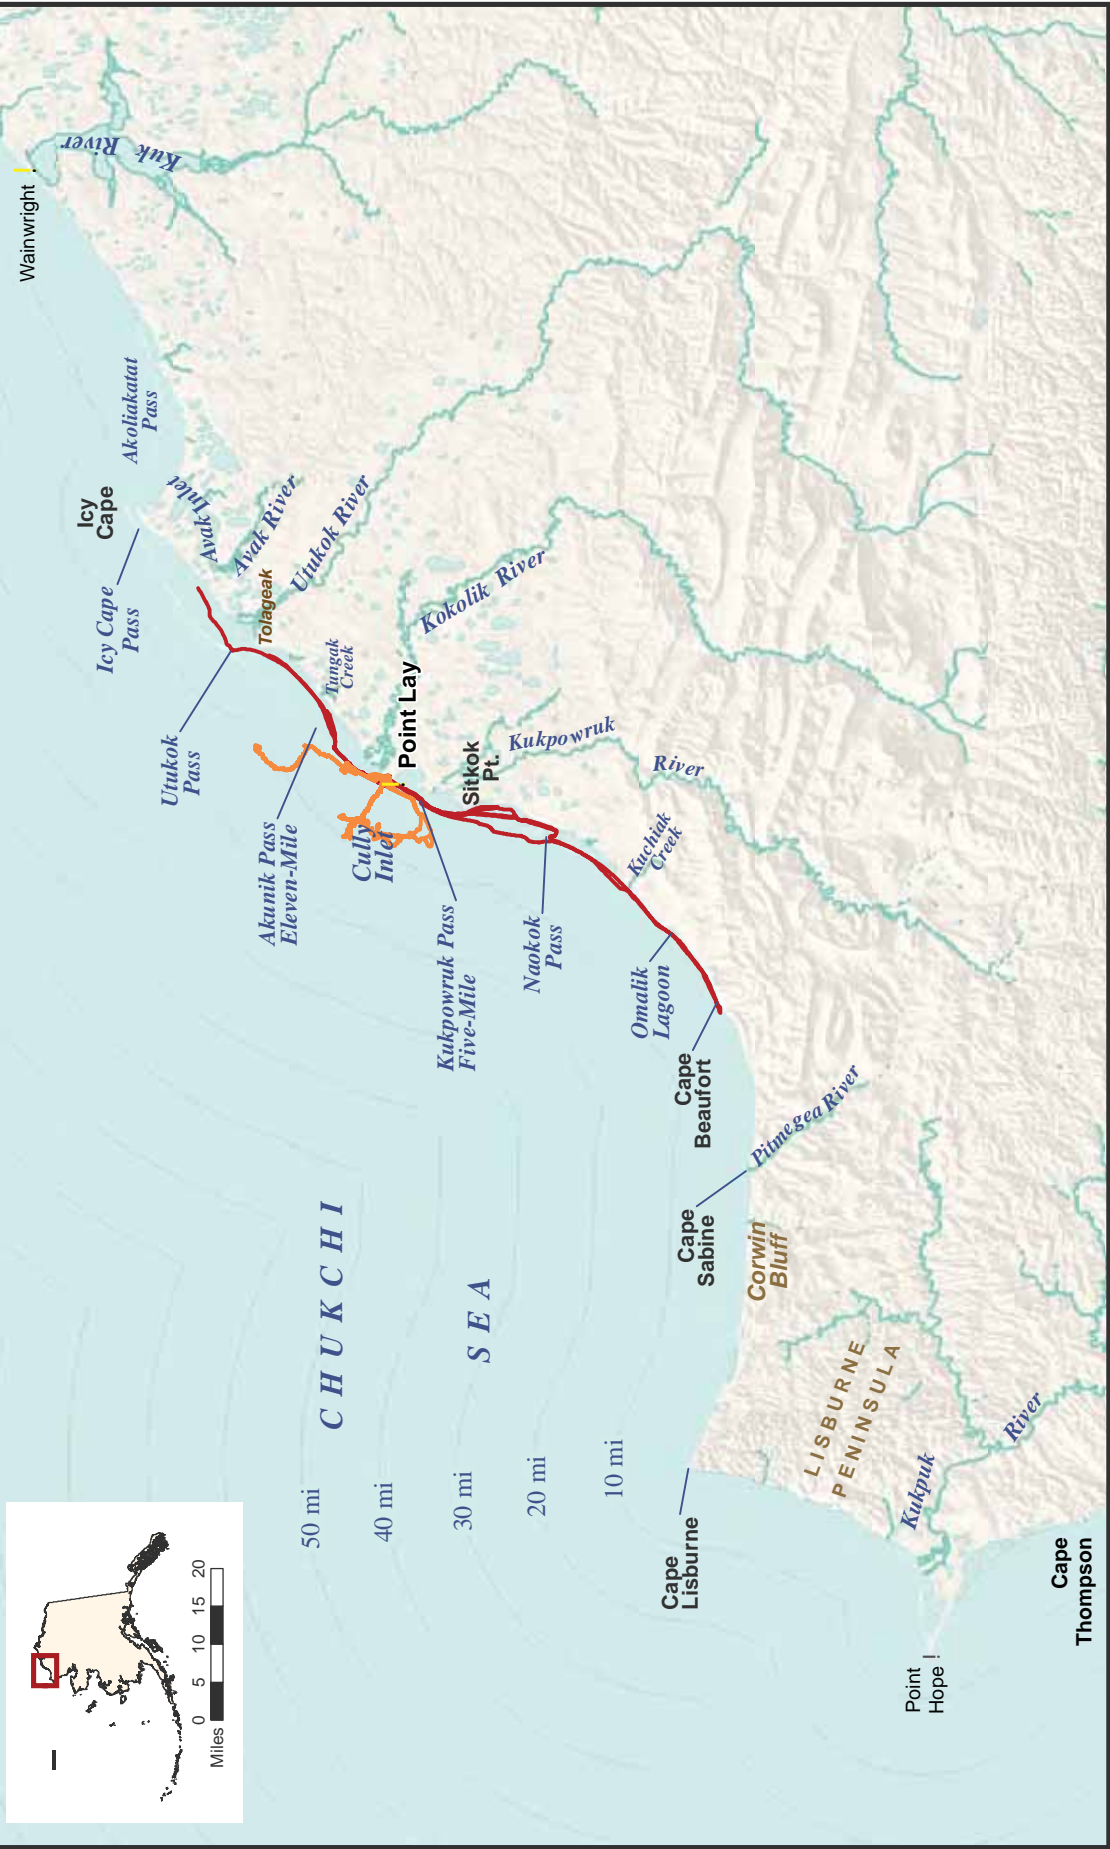 Wainwright
Kuk River
Akoliakatat
Pass
Icy
Cape
Icy Cape
Pass
Avak Inlet
Avak River
Utukok River
Tolageak
Utukok
Pass
Tungak
Creek
Kokolik River
Akunik Pass
Eleven-Mile
Point Lay
Cully
Inlet
Kukpowruk Pass
Five-Mile
Sitkok
Pt.
Kukpowruk
River
Naokok
Pass
Kuchiak
Creek
Omalik
Lagoon
Cape
Beaufort
Pitmegea River
Cape
Sabine
Corwin
Bluff
CHUKCHI
SEA
50 mi
40 mi
30 mi
20 mi
10 mi
Cape
Lisburne
LISBURNE
PENINSULA
Kukpuk
River
Point
Hope !
Cape
Thompson
0 5 10 15 20
Miles